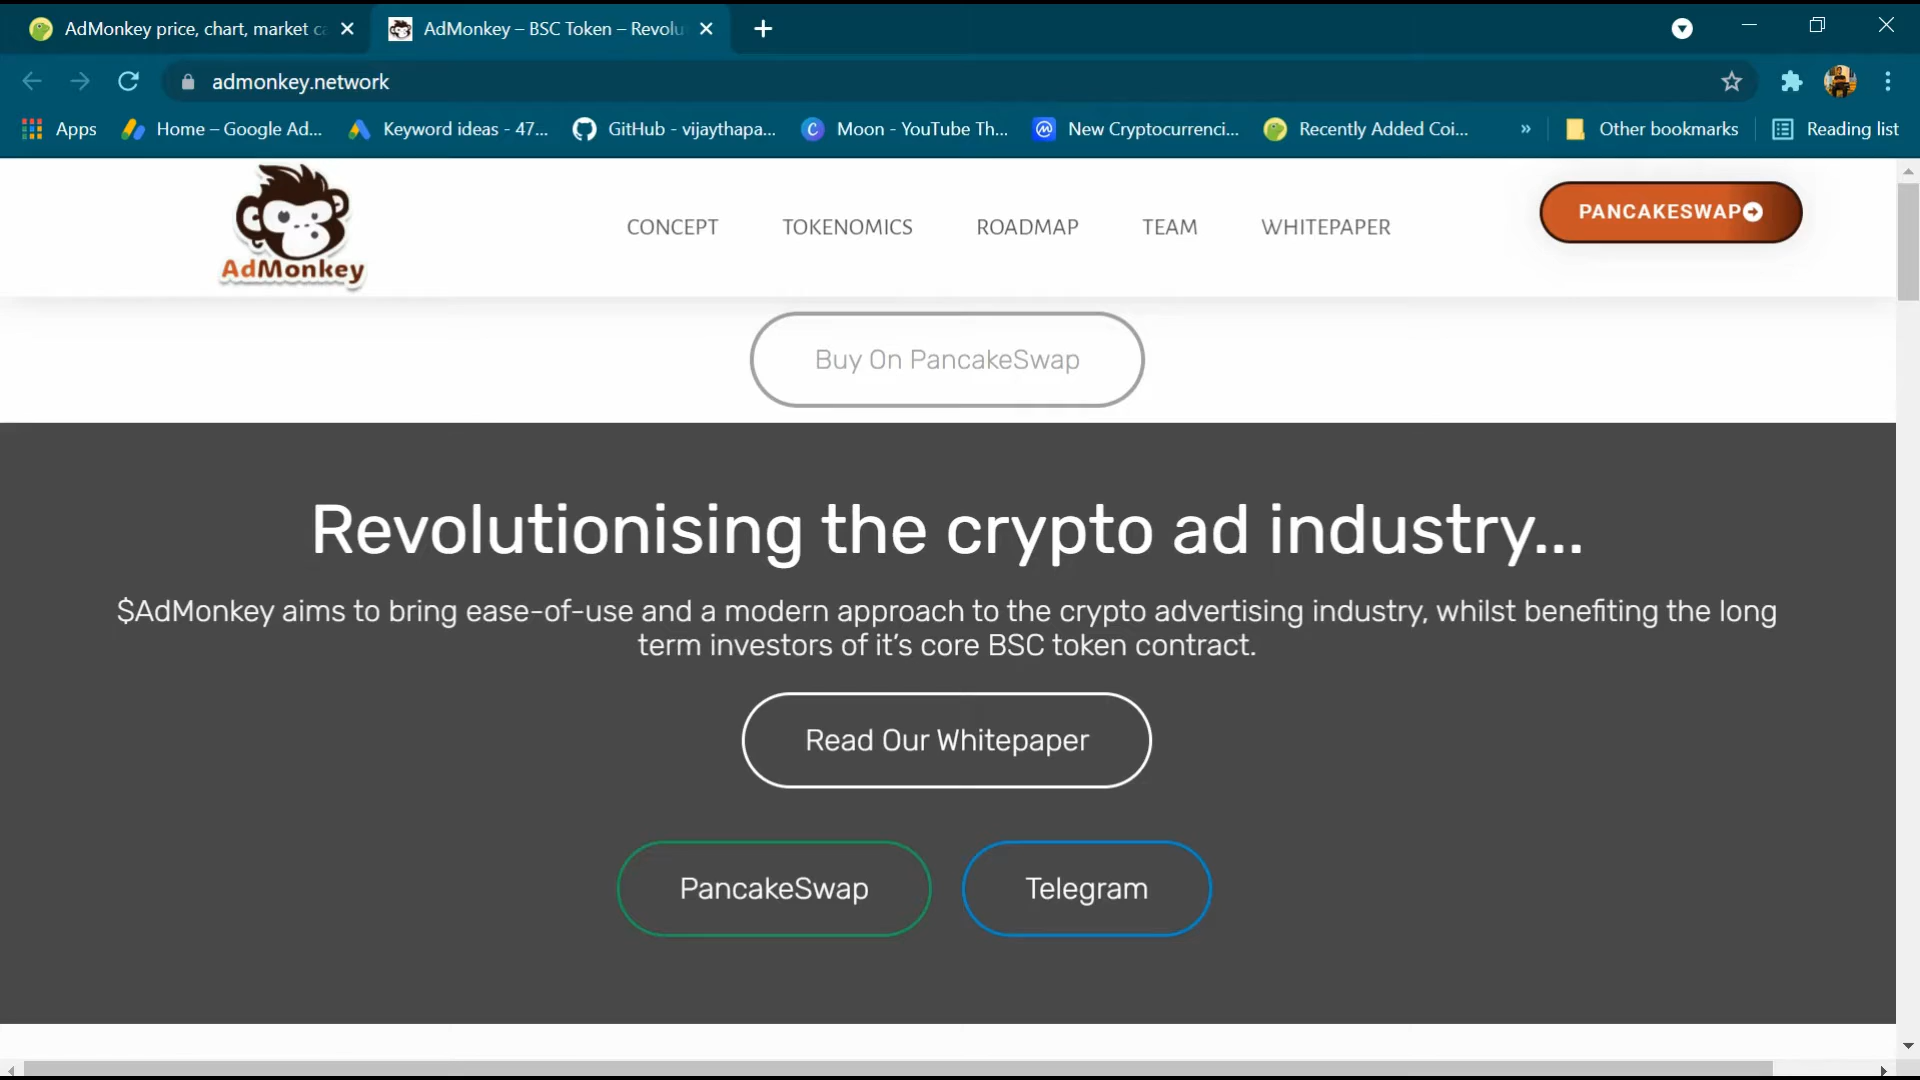 AdMonkey price, chart, market ca
AdMonkey – BSC Token – Revolu
admonkey.network
Apps
Home – Google Ad...
Keyword ideas - 47...
GitHub - vijaythapa...
Moon - YouTube Th...
New Cryptocurrenci...
Recently Added Coi...
»
Other bookmarks
Reading list
AdMonkey
CONCEPT
TOKENOMICS
ROADMAP
TEAM
WHITEPAPER
PANCAKESWAP
Buy On PancakeSwap
Revolutionising the crypto ad industry...
$AdMonkey aims to bring ease-of-use and a modern approach to the crypto advertising industry, whilst benefiting the long
term investors of it's core BSC token contract.
Read Our Whitepaper
PancakeSwap
Telegram